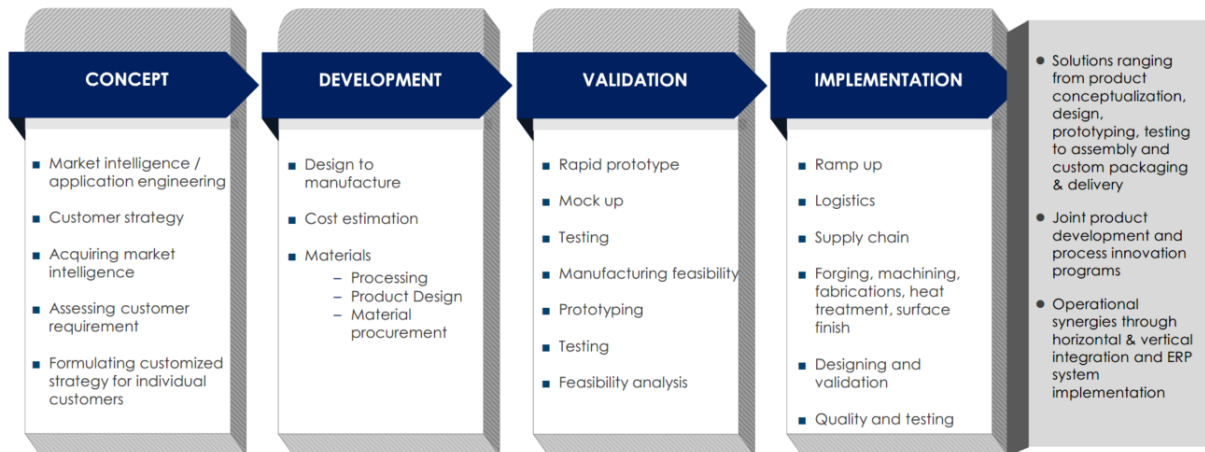 CONCEPT
■ Market intelligence /
application engineering
■ Customer strategy
■ Acquiring market
intelligence
■ Assessing customer
requirement
■ Formulating customized
strategy for individual
customers
DEVELOPMENT
■ Design to
manufacture
■ Cost estimation
■ Materials
– Processing
– Product Design
– Material
procurement
VALIDATION
■ Rapid prototype
■ Mock up
■ Testing
■ Manufacturing feasibility
■ Prototyping
■ Testing
■ Feasibility analysis
IMPLEMENTATION
■ Ramp up
■ Logistics
■ Supply chain
■ Forging, machining,
fabrications, heat
treatment, surface
finish
■ Designing and
validation
■ Quality and testing
● Solutions ranging
from product
conceptualization,
design,
prototyping, testing
to assembly and
custom packaging
& delivery
● Joint product
development and
process innovation
programs
● Operational
synergies through
horizontal & vertical
integration and ERP
system
implementation